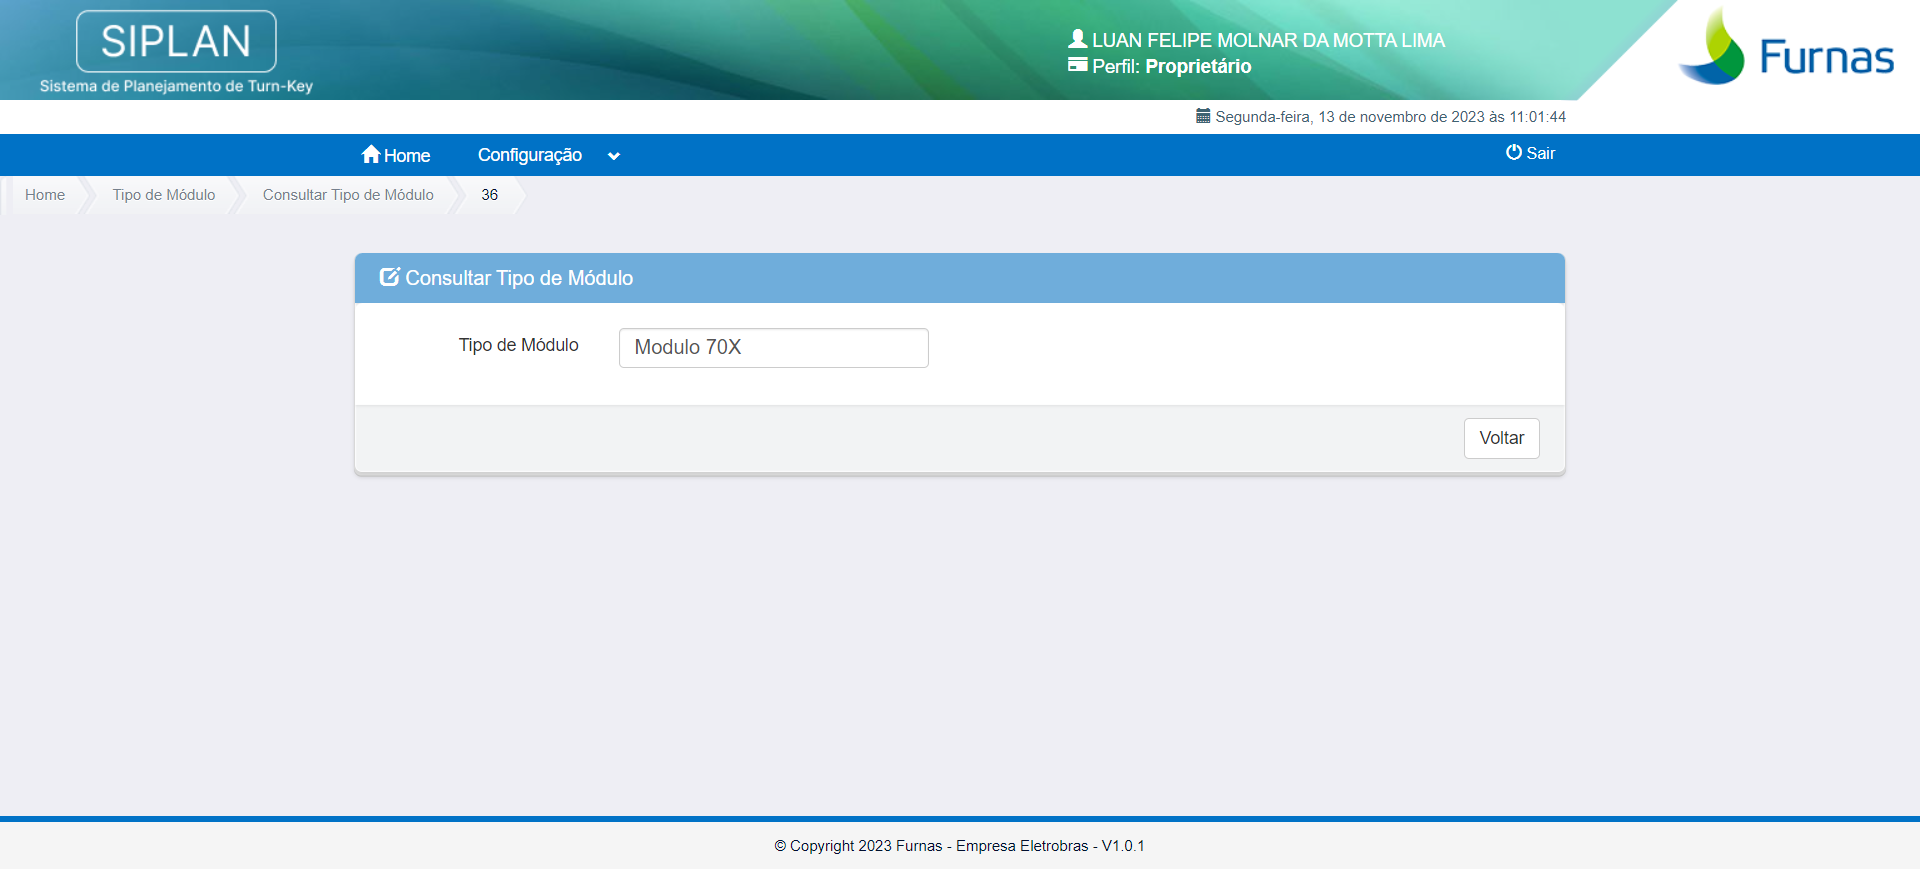 SIPLAN
Sistema de Planejamento de Turn-Key
LUAN FELIPE MOLNAR DA MOTTA LIMA
Perfil: Proprietário
Furnas
Segunda-feira, 13 de novembro de 2023 às 11:01:44
Home Configuração Sair
Home Tipo de Módulo Consultar Tipo de Módulo 36
Consultar Tipo de Módulo
Tipo de Módulo Modulo 70X
Voltar
© Copyright 2023 Furnas - Empresa Eletrobras - V1.0.1